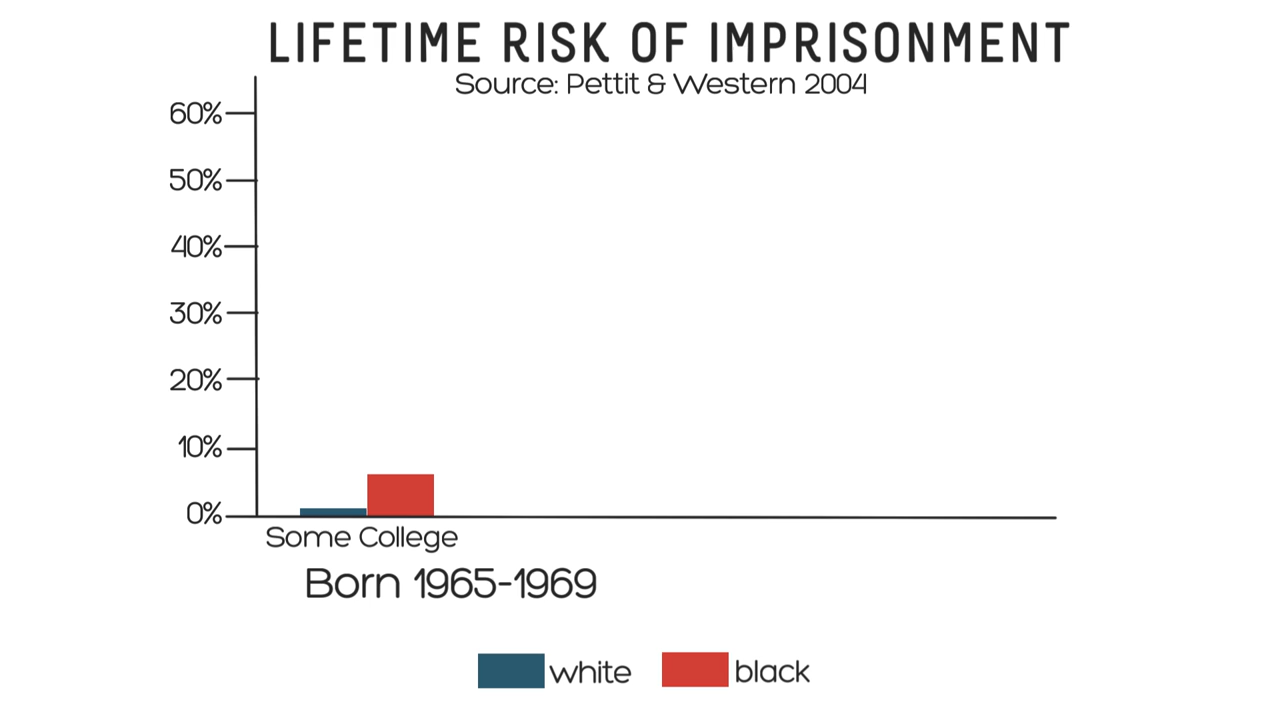 LIFETIME RISK OF IMPRISONMENT
Source: Pettit & Western 2004
60%
50%
40%
30%
20%
10%
0%
Some College
Born 1965-1969
white
black